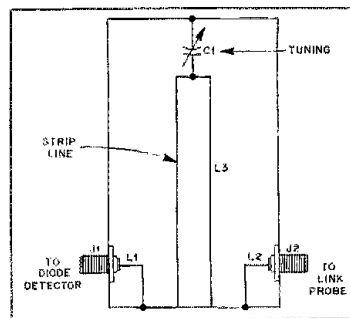 C1
TUNING
STRIP
LINE
L3
J1
L1
L2
J2
TO
DIODE
DETECTOR
TO
LINK
PROBE